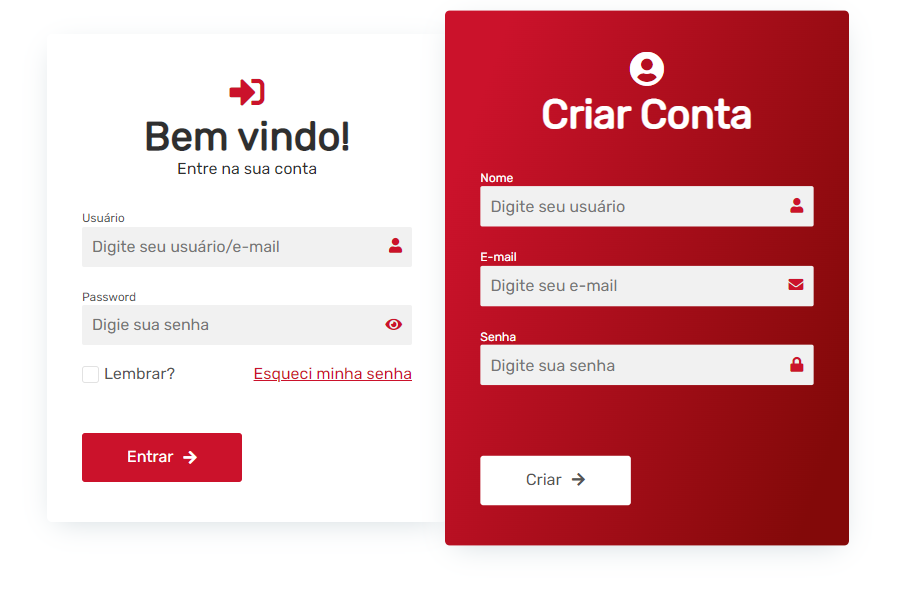 Bem vindo!
Entre na sua conta
Usuário
Digite seu usuário/e-mail
Password
Digie sua senha
Lembrar?
Esqueci minha senha
Entrar
Criar Conta
Nome
Digite seu usuário
E-mail
Digite seu e-mail
Senha
Digite sua senha
Criar